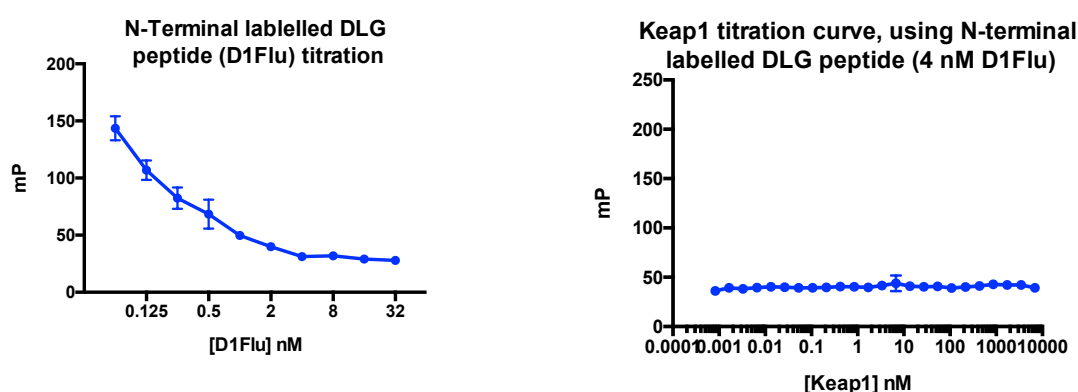 N-Terminal lablelled DLG
peptide (D1Flu) titration
200
150
100
50
0
mP
0.125 0.5 2 8 32
[D1Flu] nM
Keap1 titration curve, using N-terminal
labelled DLG peptide (4 nM D1Flu)
250
200
150
100
50
0
mP
0.0001 0.001 0.01 0.1 1 10 100 1000 10000
[Keap1] nM